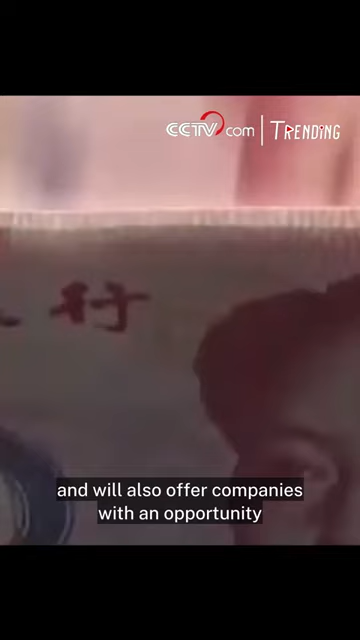 CCTV.com | TRENDING
行
and will also offer companies
with an opportunity